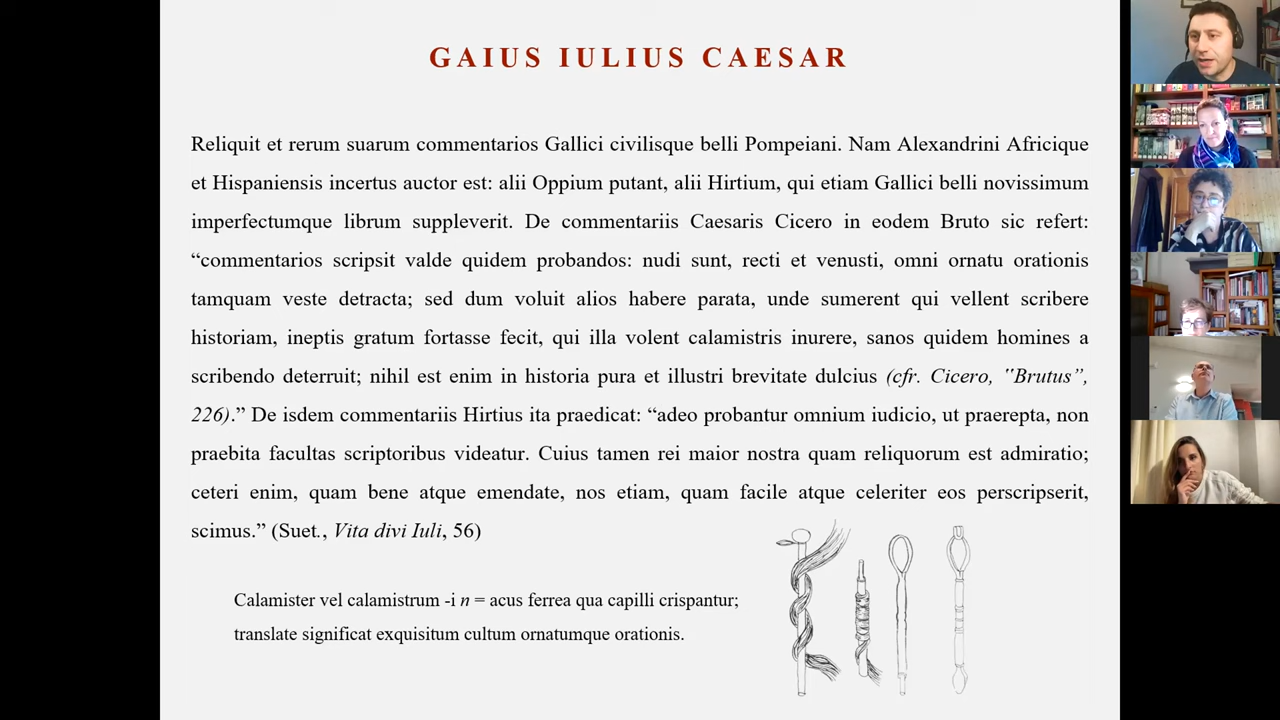 GAIUS IULIUS CAESAR
Reliquit et rerum suarum commentarios Gallici civilisque belli Pompeiani. Nam Alexandrini Africique
et Hispaniensis incertus auctor est: alii Oppium putant, alii Hirtium, qui etiam Gallici belli novissimum
imperfectumque librum suppleverit. De commentariis Caesaris Cicero in eodem Bruto sic refert:
“commentarios scripsit valde quidem probandos: nudi sunt, recti et venusti, omni ornatu orationis
tamquam veste detracta; sed dum voluit alios habere parata, unde sumerent qui vellent scribere
historiam, ineptis gratum fortasse fecit, qui illa volent calamistris inurere, sanos quidem homines a
scribendo deterruit; nihil est enim in historia pura et illustri brevitate dulcius (cfr. Cicero, "Brutus”,
226).” De isdem commentariis Hirtius ita praedicat: “adeo probantur omnium iudicio, ut praerepta, non
praebita facultas scriptoribus videatur. Cuius tamen rei maior nostra quam reliquorum est admiratio;
ceteri enim, quam bene atque emendate, nos etiam, quam facile atque celeriter eos perscripserit,
scimus.” (Suet., Vita divi Iuli, 56)
Calamister vel calamistrum -i n = acus ferrea qua capilli crispantur;
translate significat exquisitum cultum ornatumque orationis.